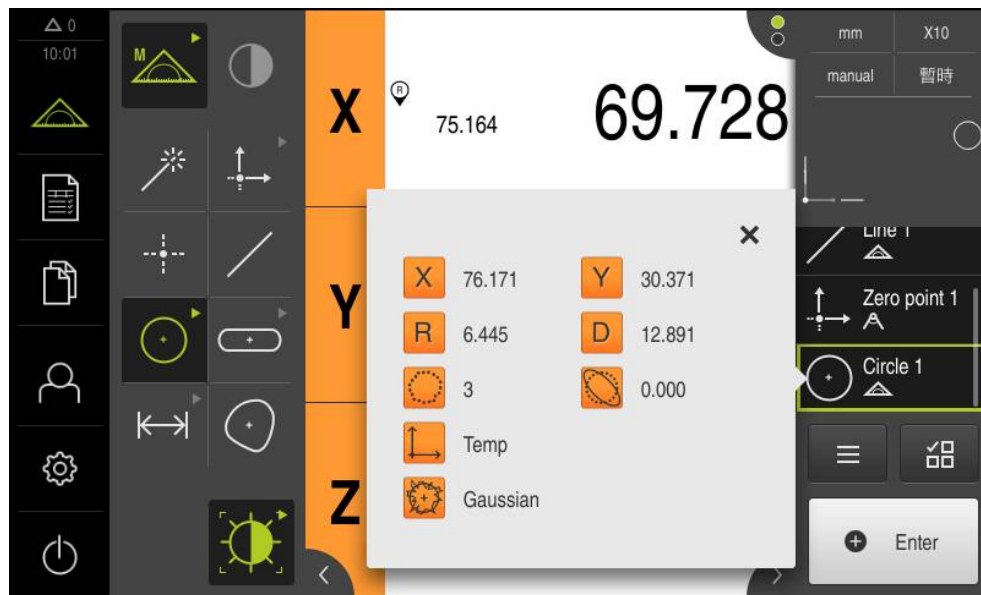 0
10:01
M
X
R
75.164
69.728
mm
X10
manual
暫時
Y
Z
X 76.171
Y 30.371
R 6.445
D 12.891
3
0.000
Temp
Gaussian
Line 1
Zero point 1
Circle 1
Enter